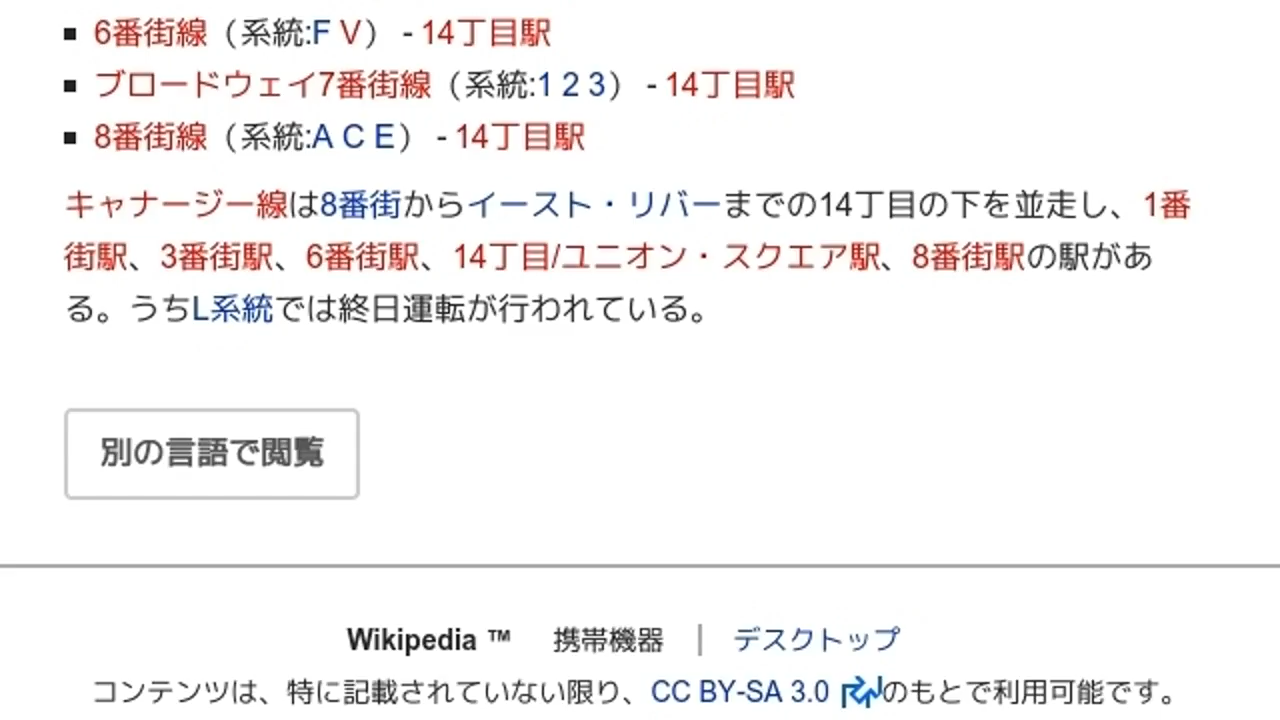 6番街線（系統:F V） - 14丁目駅
ブロードウェイ7番街線（系統:1 2 3） - 14丁目駅
8番街線（系統:A C E） - 14丁目駅
キャナージー線は8番街からイースト・リバーまでの14丁目の下を並走し、1番
街駅、3番街駅、6番街駅、14丁目/ユニオン・スクエア駅、8番街駅の駅があ
る。うちL系統では終日運転が行われている。
別の言語で閲覧
Wikipedia ™ 携帯機器 | デスクトップ
コンテンツは、特に記載されていない限り、CC BY-SA 3.0 のもとで利用可能です。